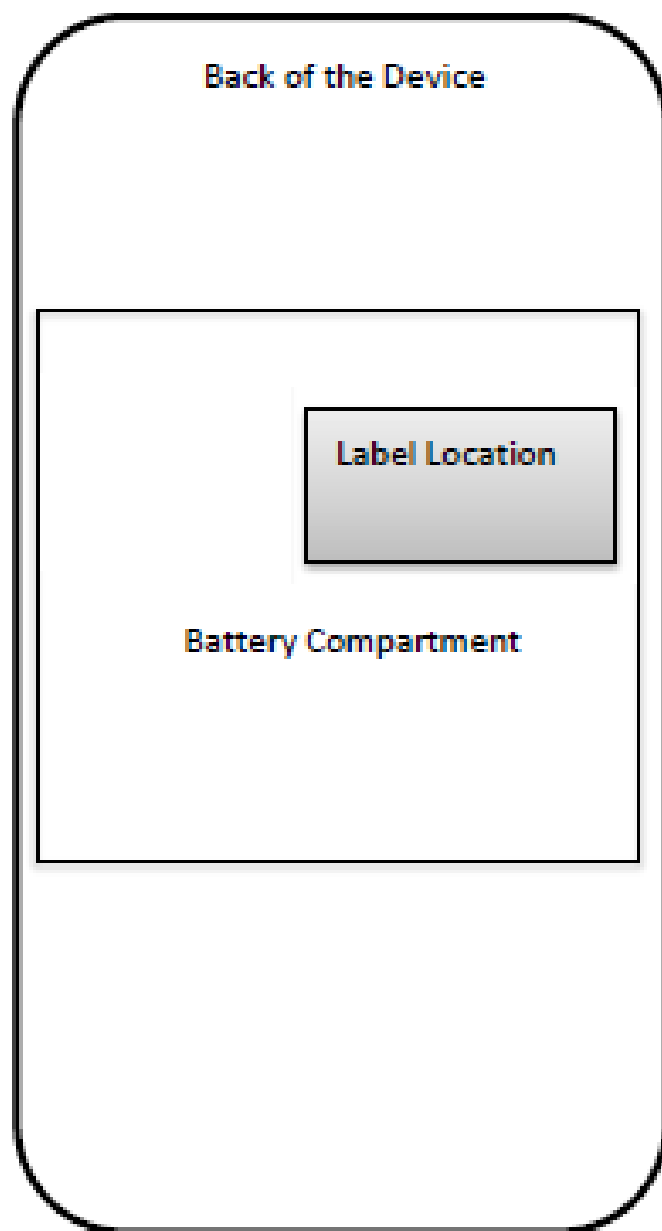 Back of the Device
Label Location
Battery Compartment